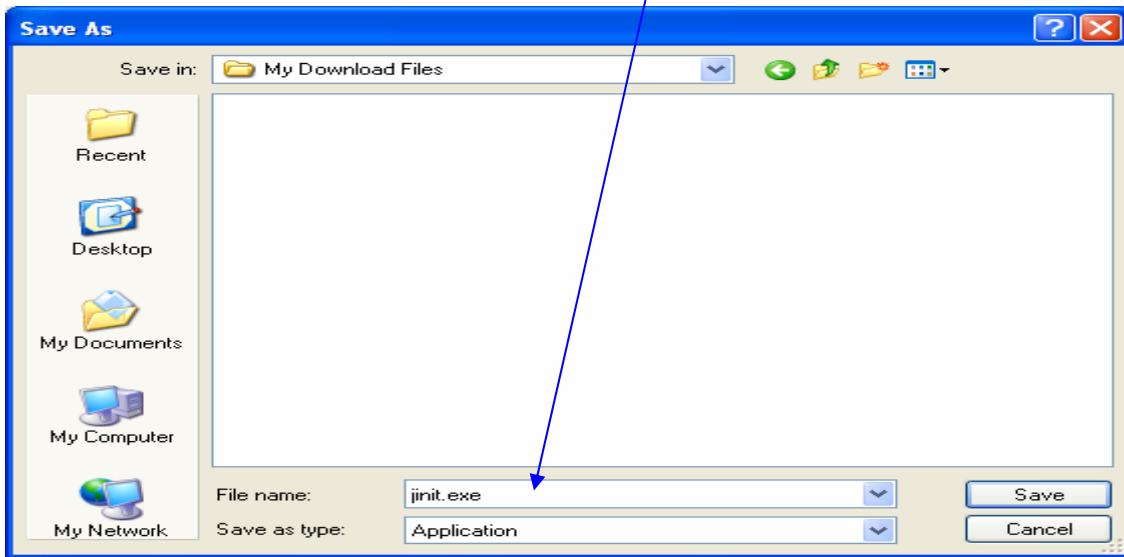 Save As
Save in: My Download Files
Recent
Desktop
My Documents
My Computer
My Network
File name: jinit.exe Save
Save as type: Application Cancel